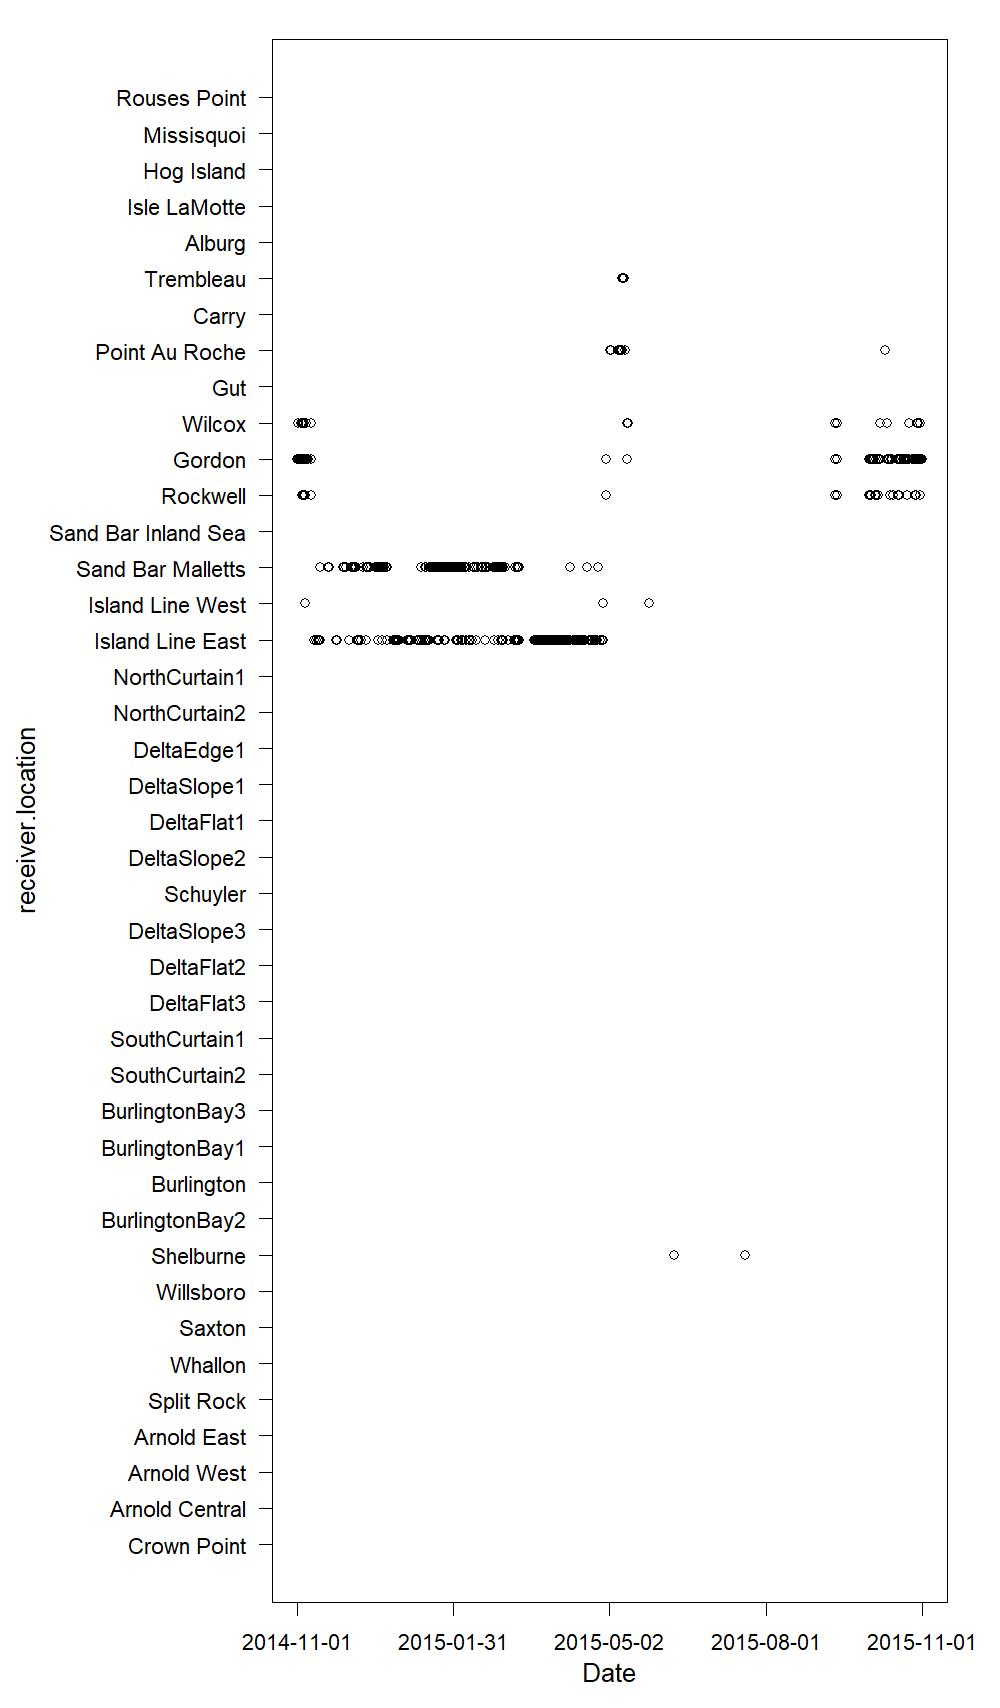 Rouses Point
Missisquoi
Hog Island
Isle LaMotte
Alburg
Trembleau
Carry
Point Au Roche
Gut
Wilcox
Gordon
Rockwell
Sand Bar Inland Sea
Sand Bar Malletts
Island Line West
Island Line East
NorthCurtain1
NorthCurtain2
DeltaEdge1
DeltaSlope1
DeltaFlat1
DeltaSlope2
Schuyler
DeltaSlope3
DeltaFlat2
DeltaFlat3
SouthCurtain1
SouthCurtain2
BurlingtonBay3
BurlingtonBay1
Burlington
BurlingtonBay2
Shelburne
Willsboro
Saxton
Whallon
Split Rock
Arnold East
Arnold West
Arnold Central
Crown Point
receiver.location
2014-11-01 2015-01-31 2015-05-02 2015-08-01 2015-11-01
Date